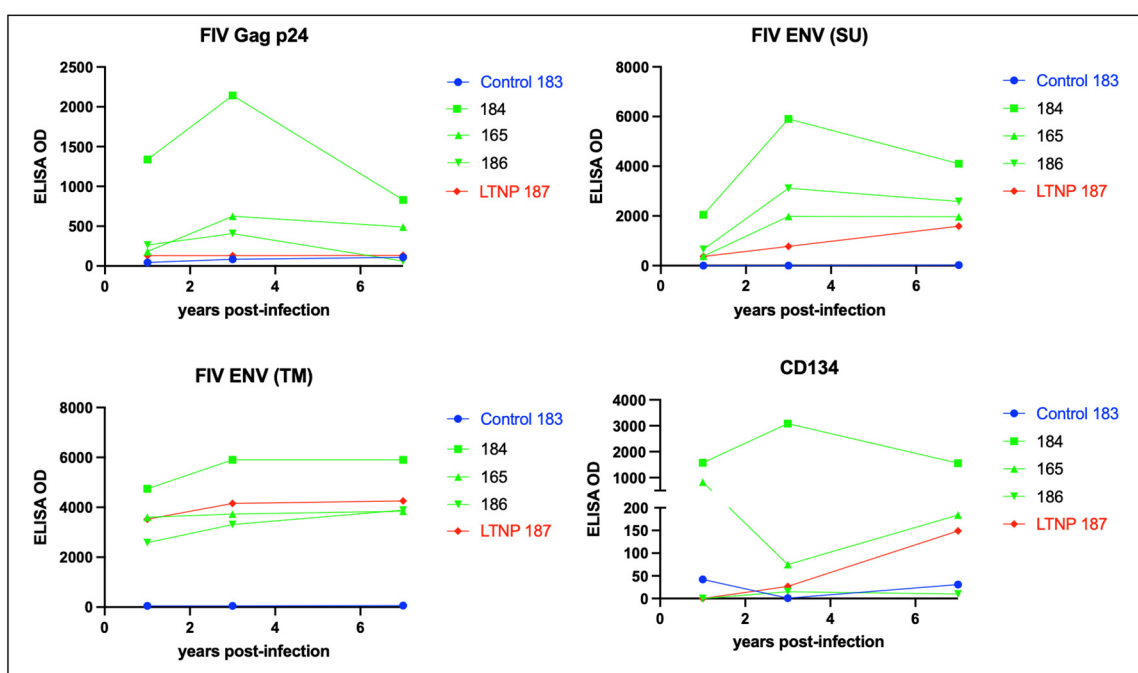 FIV Gag p24
2500
2000
1500
1000
500
0
ELISA OD
0 2 4 6
years post-infection
Control 183
184
165
186
LTNP 187
FIV ENV (SU)
8000
6000
4000
2000
0
ELISA OD
0 2 4 6
years post-infection
Control 183
184
165
186
LTNP 187
FIV ENV (TM)
8000
6000
4000
2000
0
ELISA OD
0 2 4 6
years post-infection
Control 183
184
165
186
LTNP 187
CD134
4000
3000
2000
1000
200
150
100
50
0
ELISA OD
0 2 4 6
years post-infection
Control 183
184
165
186
LTNP 187